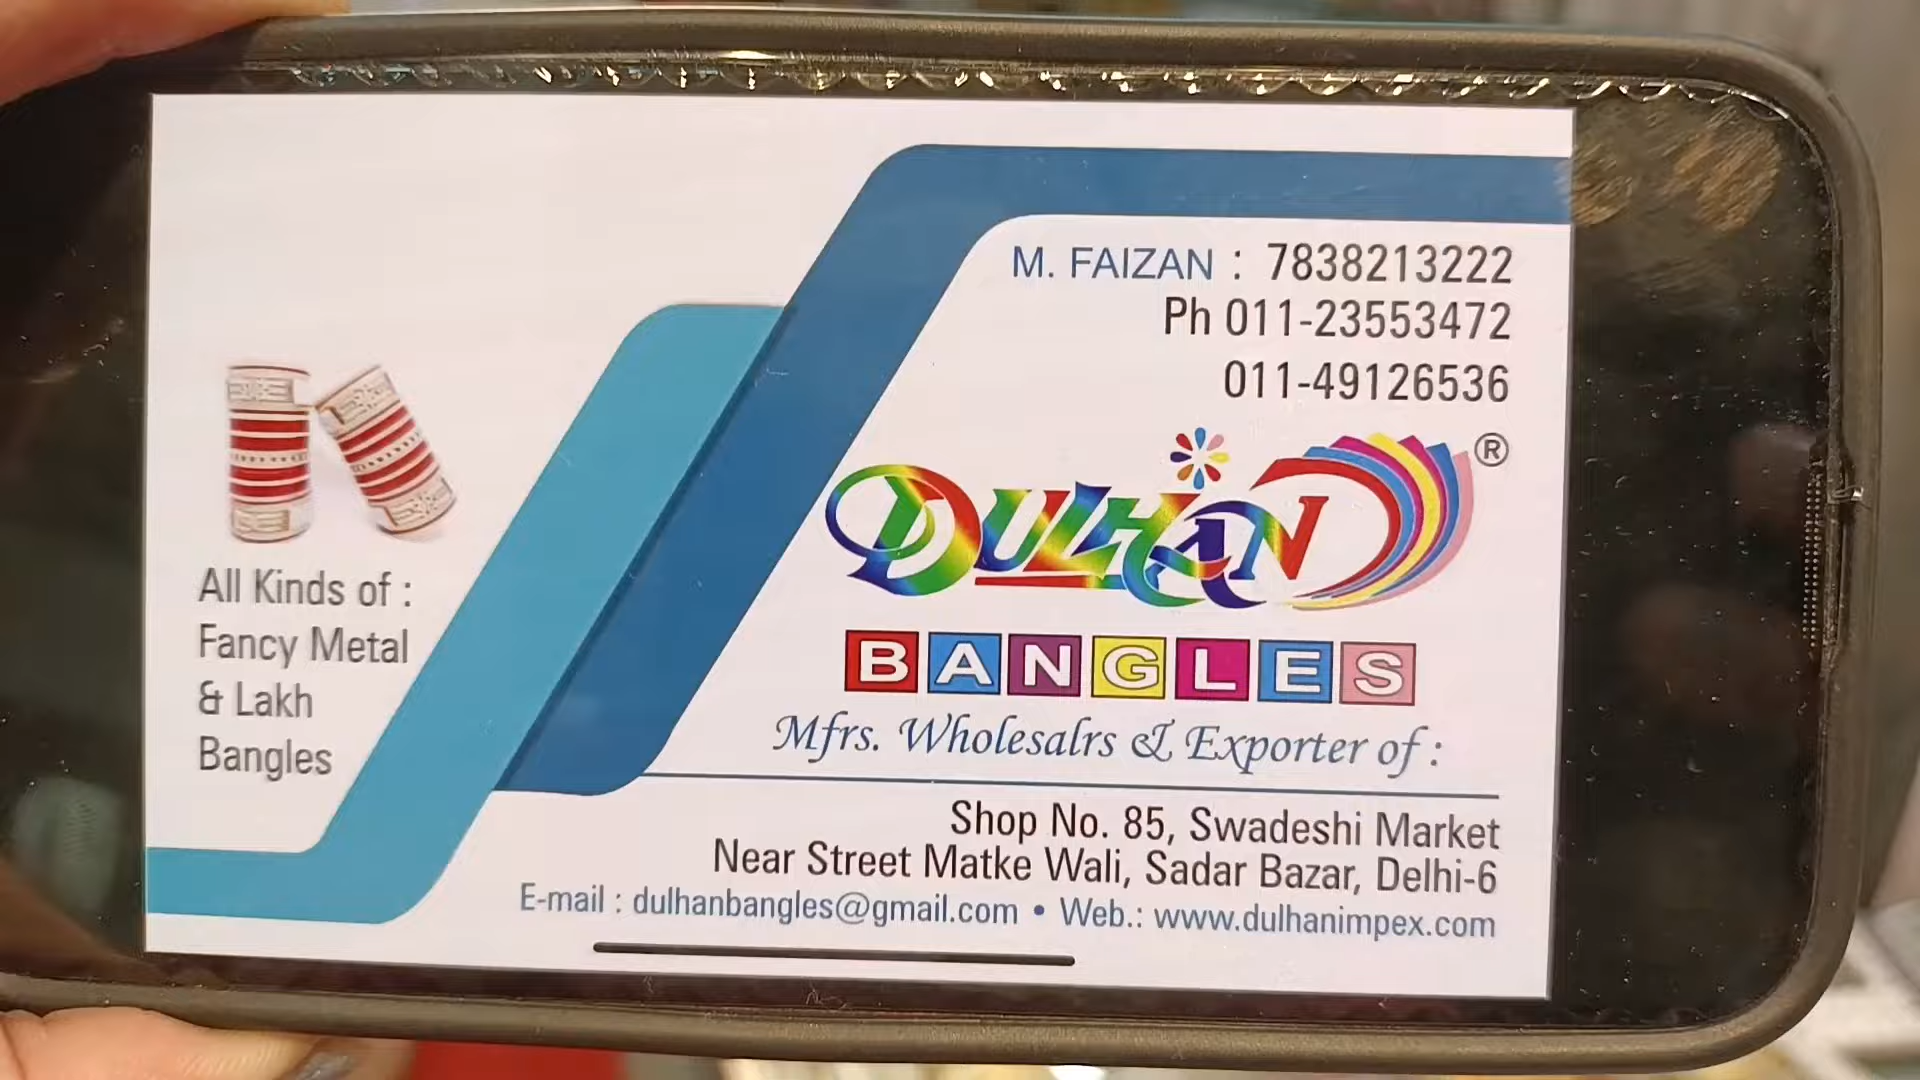 M. FAIZAN : 7838213222
Ph 011-23553472
011-49126536
DULHAN ®
BANGLES
Mfrs. Wholesalrs & Exporter of :
All Kinds of :
Fancy Metal
& Lakh
Bangles
Shop No. 85, Swadeshi Market
Near Street Matke Wali, Sadar Bazar, Delhi-6
E-mail : dulhanbangles@gmail.com • Web.: www.dulhanimpex.com